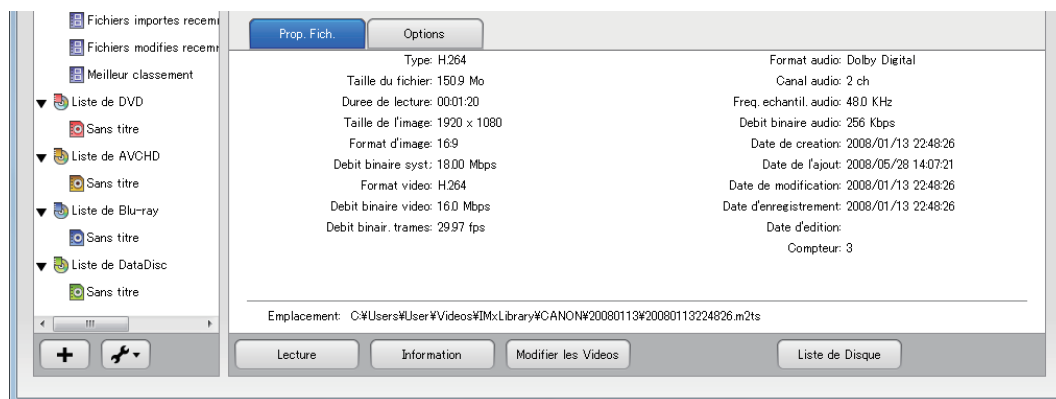 Fichiers importes recem
Fichiers modifies recemr
Meilleur classement
Liste de DVD
Sans titre
Liste de AVCHD
Sans titre
Liste de Blu-ray
Sans titre
Liste de DataDisc
Sans titre
Prop. Fich.
Options
Type: H.264
Taille du fichier: 150.9 Mo
Duree de lecture: 00:01:20
Taille de l'image: 1920 x 1080
Format d'image: 16:9
Debit binaire syst.: 18.00 Mbps
Format video: H.264
Debit binaire video: 16.0 Mbps
Debit binair. trames: 29.97 fps
Format audio: Dolby Digital
Canal audio: 2 ch
Freq. echantil. audio: 48.0 KHz
Debit binaire audio: 256 Kbps
Date de creation: 2008/01/13 22:48:26
Date de l'ajout: 2008/05/28 14:07:21
Date de modification: 2008/01/13 22:48:26
Date d'enregistrement: 2008/01/13 22:48:26
Date d'edition:
Compteur: 3
Emplacement: C:¥Users¥User¥Videos¥IMxLibrary¥CANON¥20080113¥20080113224826.m2ts
Lecture
Information
Modifier les Videos
Liste de Disque